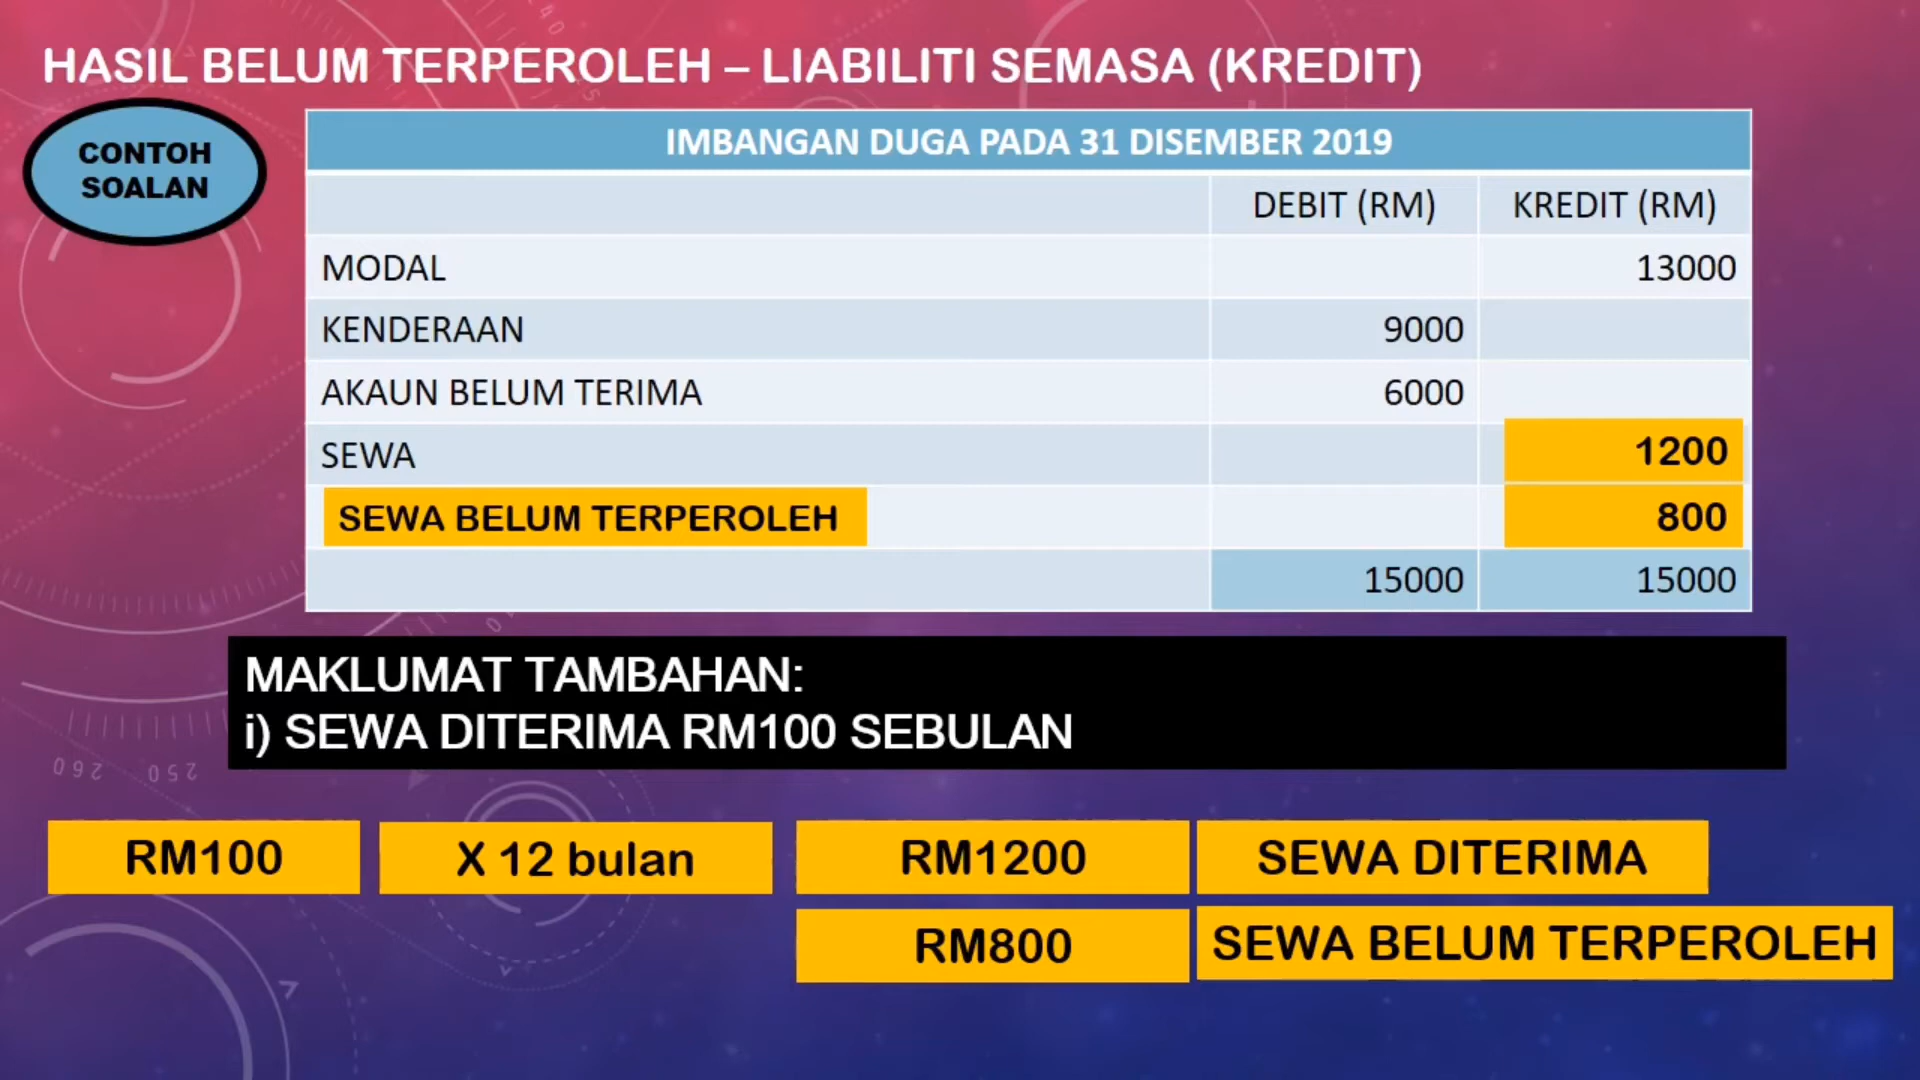 HASIL BELUM TERPEROLEH – LIABILITI SEMASA (KREDIT)
CONTOH
SOALAN
IMBANGAN DUGA PADA 31 DISEMBER 2019
DEBIT (RM) KREDIT (RM)
MODAL 13000
KENDERAAN 9000
AKAUN BELUM TERIMA 6000
SEWA 1200
SEWA BELUM TERPEROLEH 800
15000 15000
MAKLUMAT TAMBAHAN:
i) SEWA DITERIMA RM100 SEBULAN
260 250
RM100 X 12 bulan RM1200 SEWA DITERIMA
RM800 SEWA BELUM TERPEROLEH